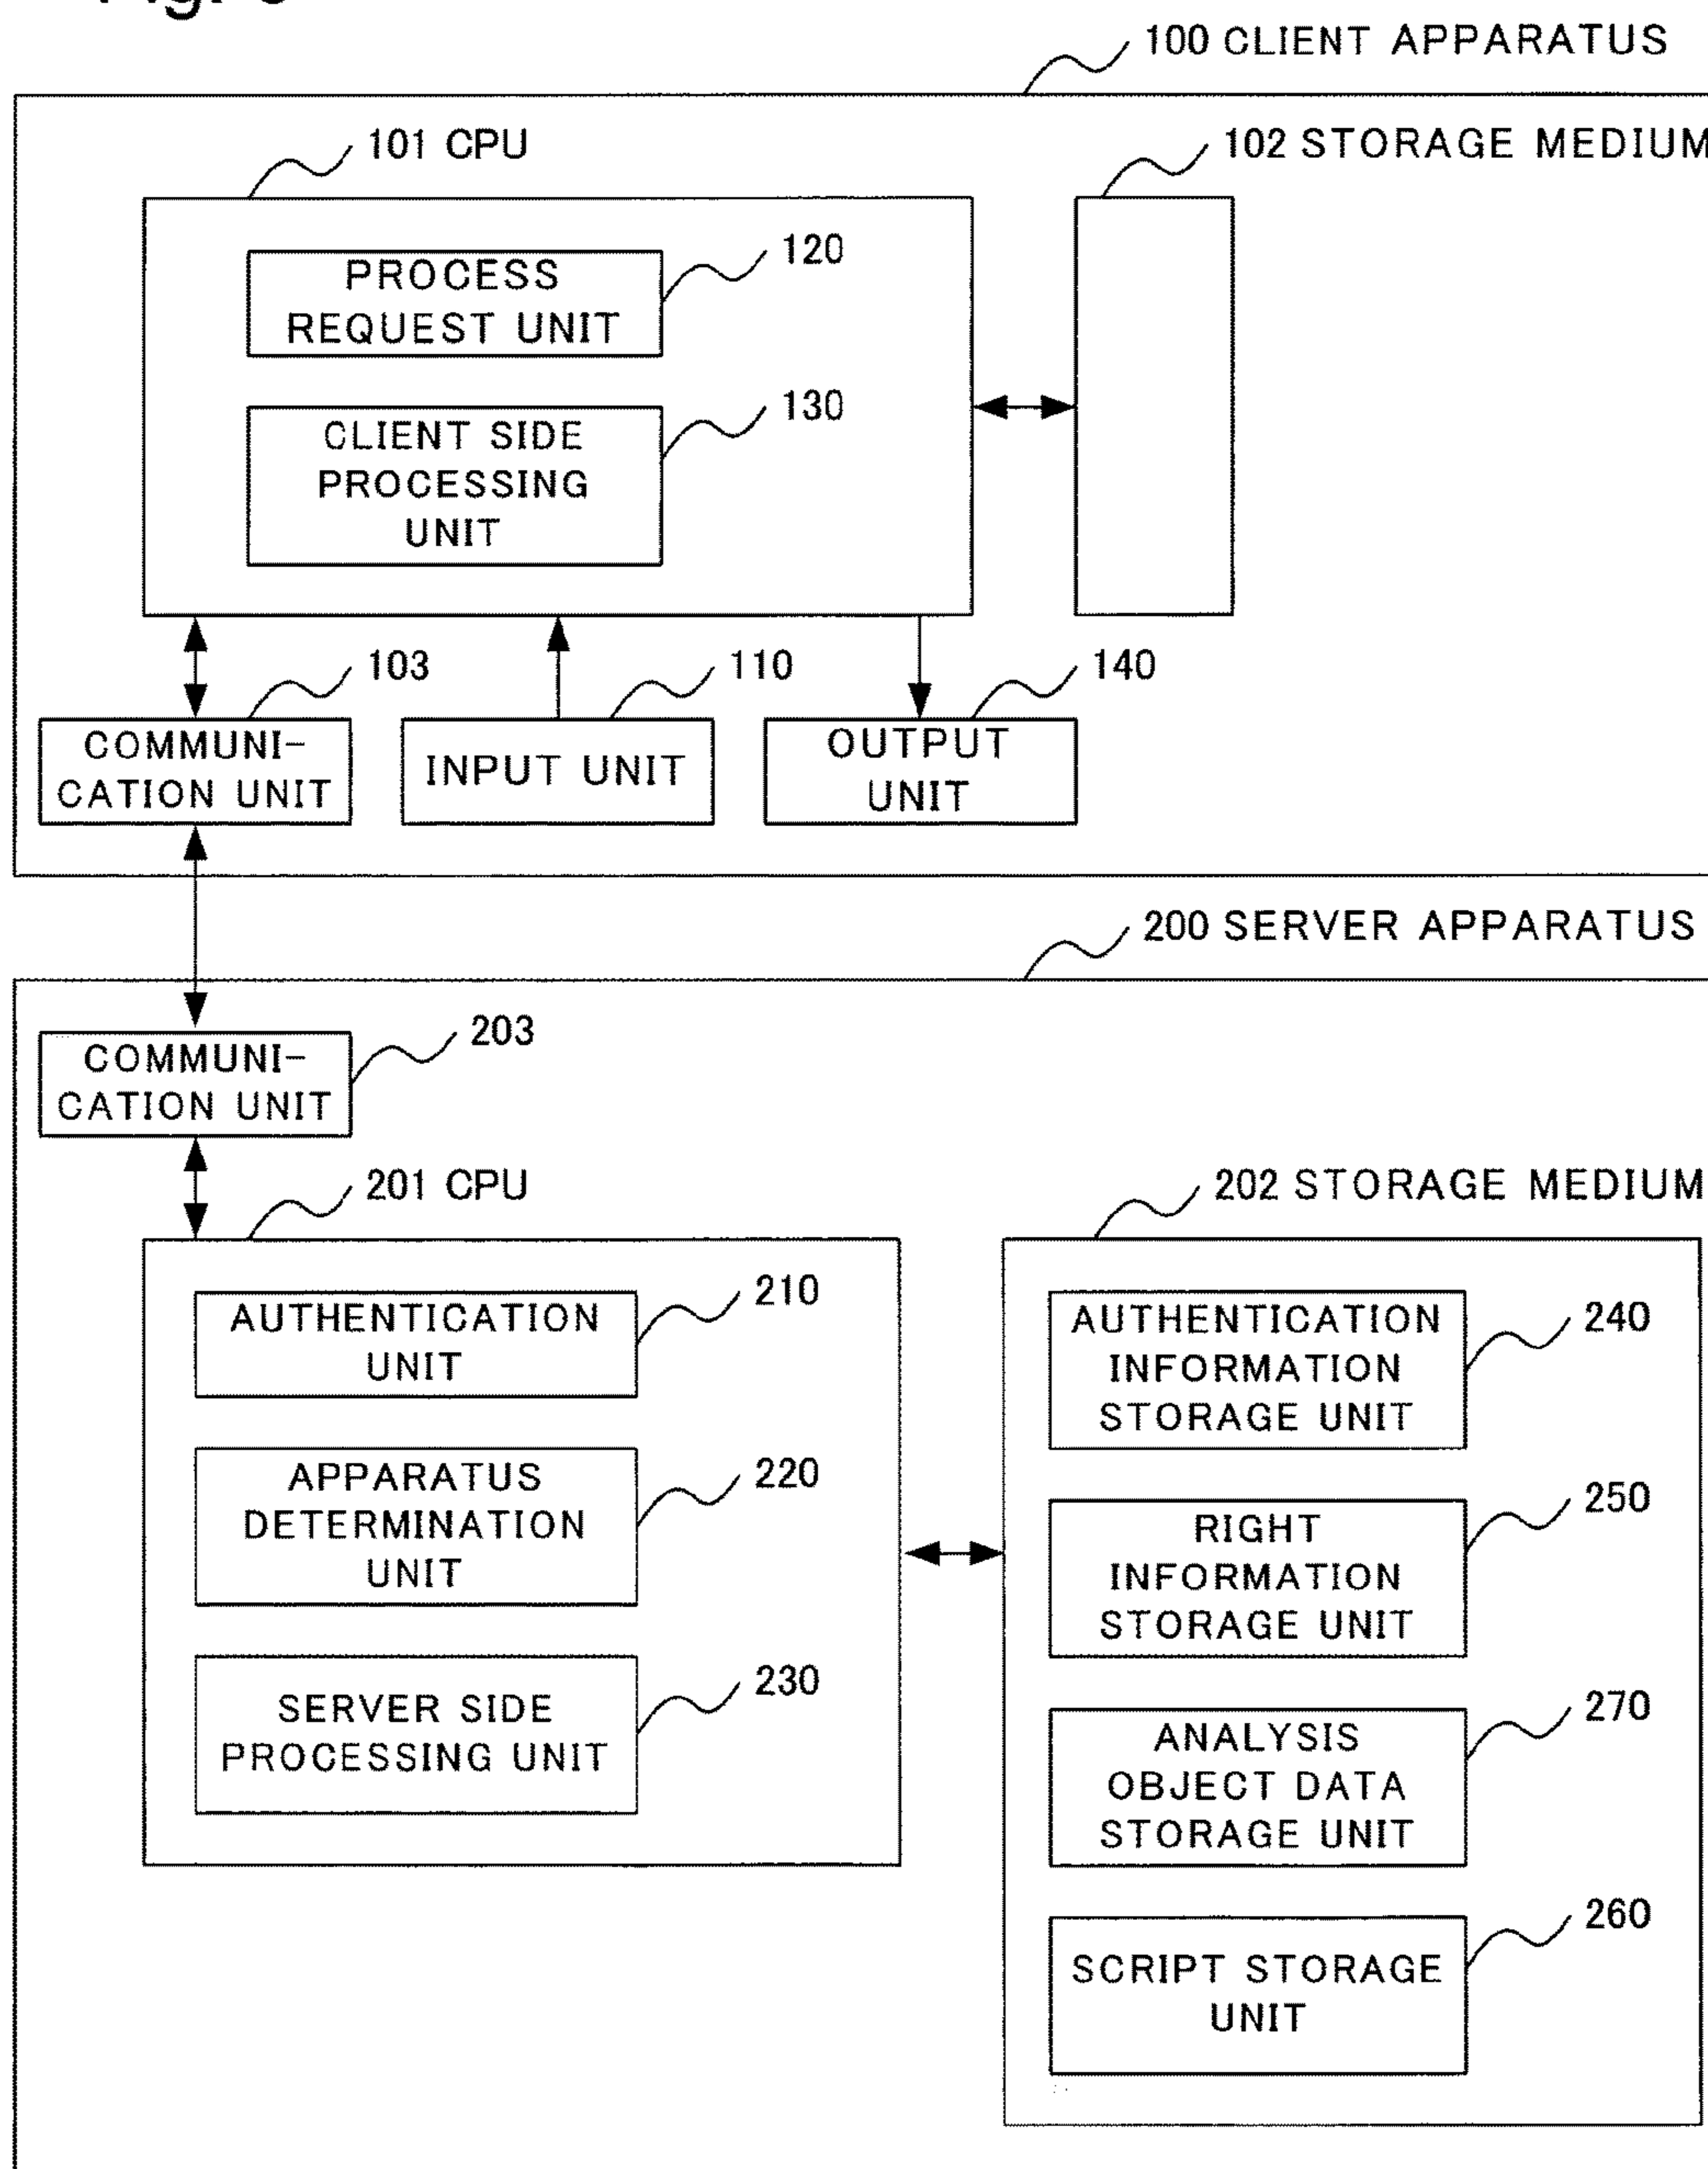 100 CLIENT APPARATUS
101 CPU
102 STORAGE MEDIUM
120
PROCESS
REQUEST UNIT
130
CLIENT SIDE
PROCESSING
UNIT
103
110
140
COMMUNI-
CATION UNIT
INPUT UNIT
OUTPUT
UNIT
200 SERVER APPARATUS
203
COMMUNI-
CATION UNIT
201 CPU
202 STORAGE MEDIUM
210
AUTHENTICATION
UNIT
220
APPARATUS
DETERMINATION
UNIT
230
SERVER SIDE
PROCESSING UNIT
240
AUTHENTICATION
INFORMATION
STORAGE UNIT
250
RIGHT
INFORMATION
STORAGE UNIT
270
ANALYSIS
OBJECT DATA
STORAGE UNIT
260
SCRIPT STORAGE
UNIT